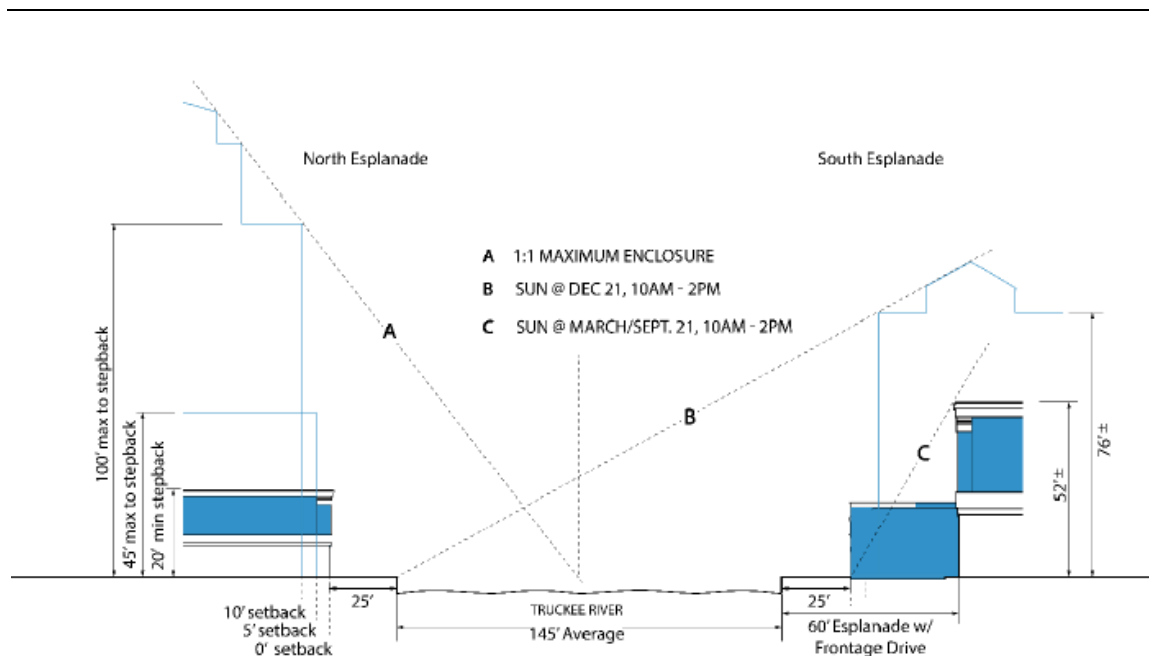 North Esplanade
South Esplanade
A 1:1 MAXIMUM ENCLOSURE
B SUN @ DEC 21, 10AM - 2PM
C SUN @ MARCH/SEPT. 21, 10AM - 2PM
A
B
C
100' max to stepback
45' max to stepback
20' min stepback
52'±
76'±
25'
25'
10' setback
5' setback
0' setback
TRUCKEE RIVER
145' Average
60' Esplanade w/
Frontage Drive